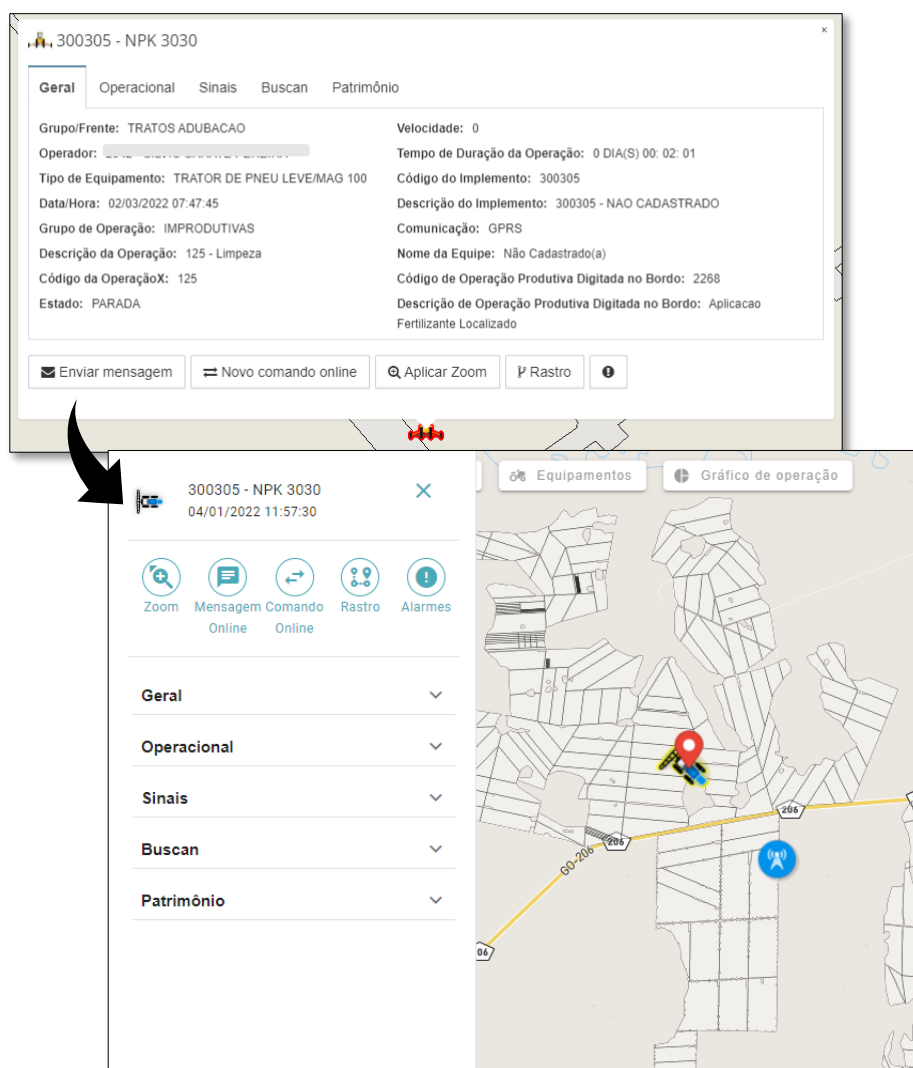 300305 - NPK 3030
×
Geral Operacional Sinais Buscan Patrimônio
Grupo/Frente: TRATOS ADUBACAO
Operador:
Tipo de Equipamento: TRATOR DE PNEU LEVE/MAG 100
Data/Hora: 02/03/2022 07:47:45
Grupo de Operação: IMPRODUTIVAS
Descrição da Operação: 125 - Limpeza
Código da OperaçãoX: 125
Estado: PARADA
Velocidade: 0
Tempo de Duração da Operação: 0 DIA(S) 00: 02: 01
Código do Implemento: 300305
Descrição do Implemento: 300305 - NAO CADASTRADO
Comunicação: GPRS
Nome da Equipe: Não Cadastrado(a)
Código de Operação Produtiva Digitada no Bordo: 2268
Descrição de Operação Produtiva Digitada no Bordo: Aplicacao
Fertilizante Localizado
Enviar mensagem Novo comando online Aplicar Zoom Rastro
300305 - NPK 3030
04/01/2022 11:57:30
Zoom Mensagem Online Comando Online Rastro Alarmes
Geral
Operacional
Sinais
Buscan
Patrimônio
Equipamentos Gráfico de operação
206
206
GO-206
06